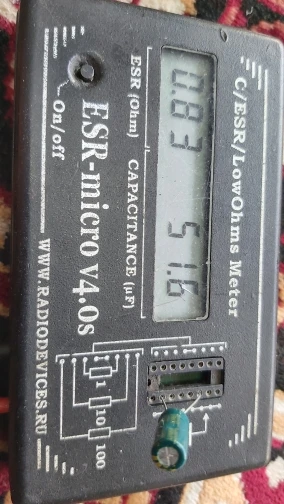 C/ESR/LowOhms Meter
0.83 51.6
ESR (Ohm) CAPACITANCE (µF)
ESR-micro v4.0s
On/off
1
10
100
WWW.RADIODEVICES.RU